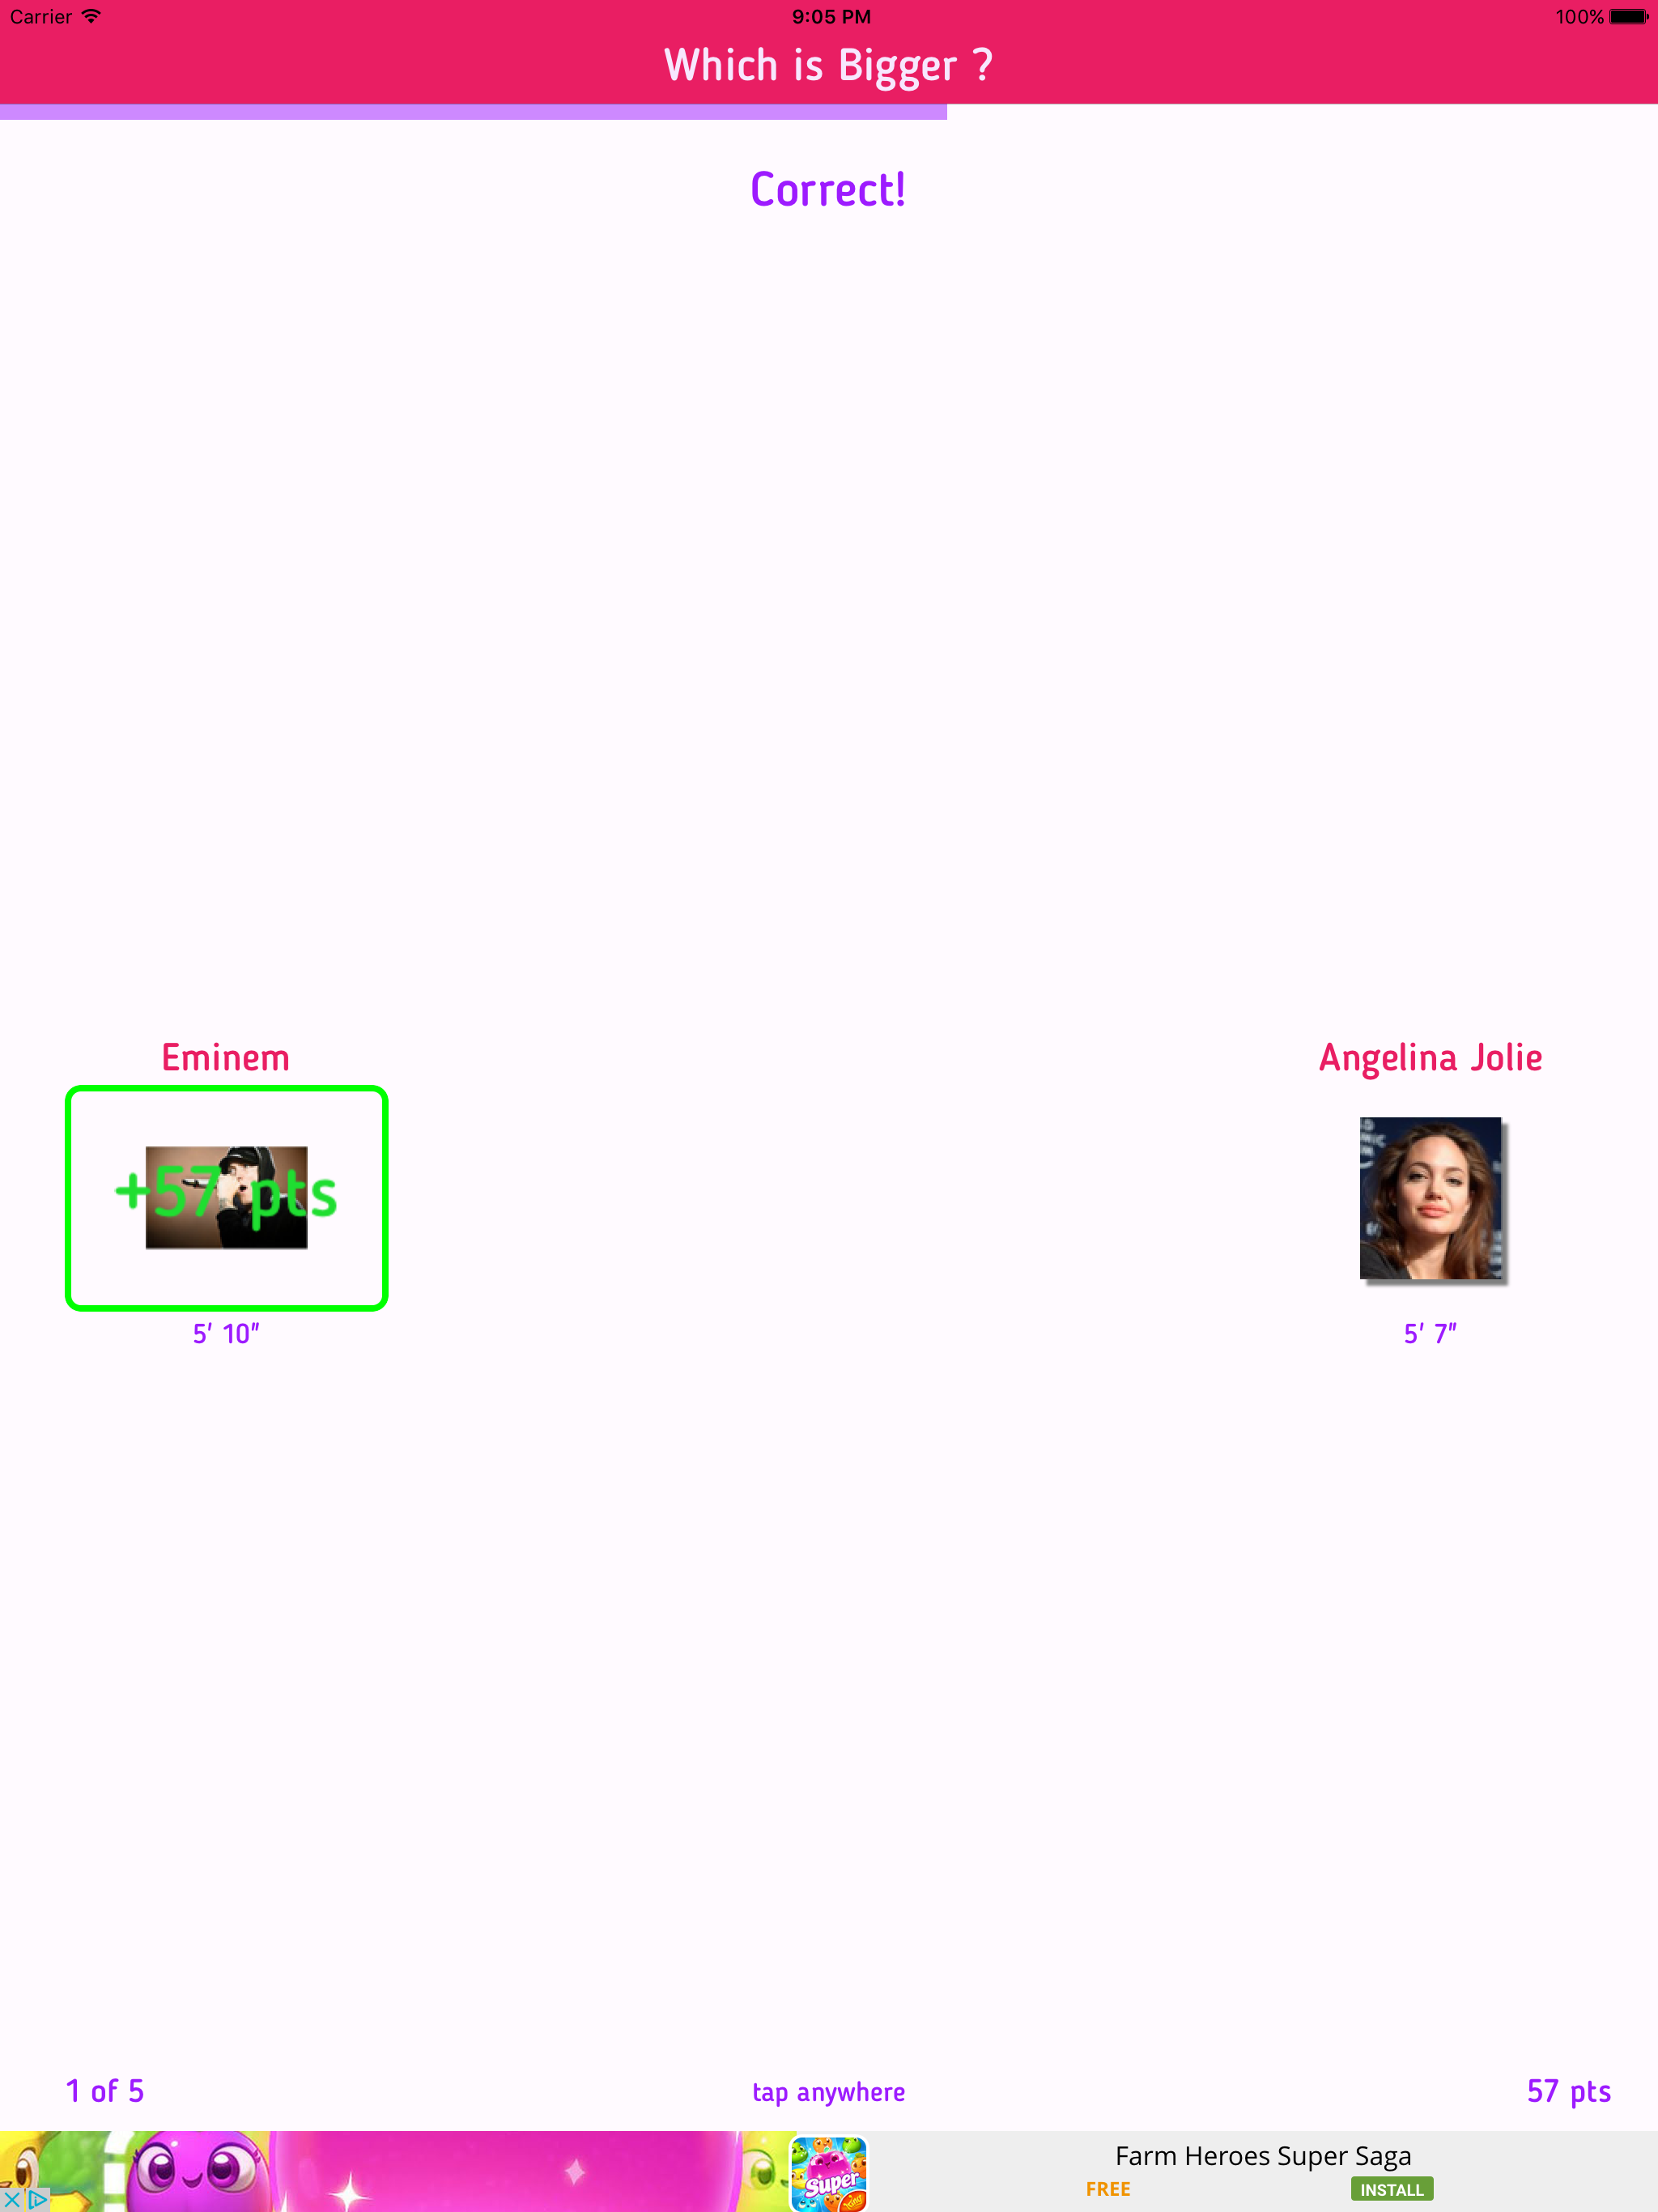 Carrier
9:05 PM
100%
Which is Bigger ?
Correct!
Eminem
Angelina Jolie
+57 pts
5' 10"
5' 7"
1 of 5
tap anywhere
57 pts
Super
King
Farm Heroes Super Saga
FREE
INSTALL